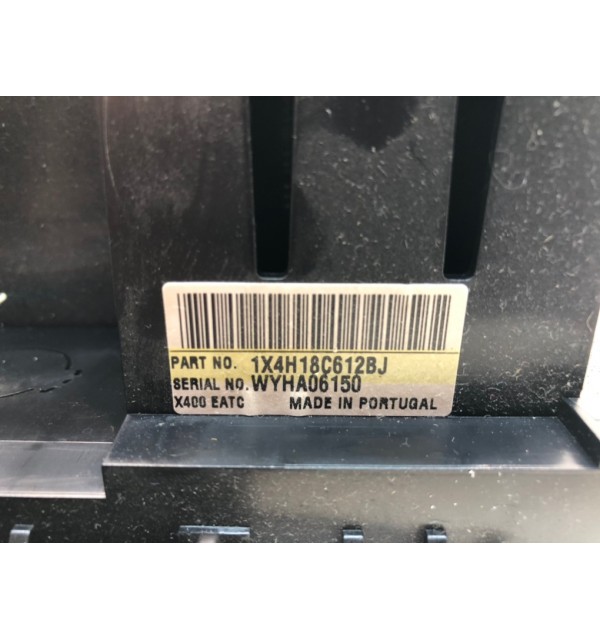 PART NO. 1X4H18C612BJ
SERIAL NO. WYHA06150
X400 EATC MADE IN PORTUGAL